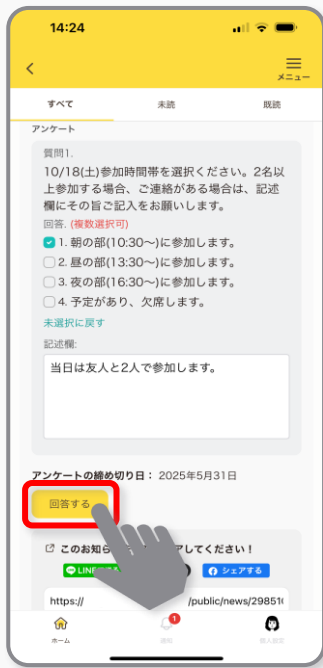 14:24
メニュー
すべて 未読 既読
アンケート
質問1.
10/18(土)参加時間帯を選択ください。2名以
上参加する場合、ご連絡がある場合は、記述
欄にその旨ご記入をお願いします。
回答. (複数選択可)
1. 朝の部(10:30〜)に参加します。
2. 昼の部(13:30〜)に参加します。
3. 夜の部(16:30〜)に参加します。
4. 予定があり、欠席します。
未選択に戻す
記述欄:
当日は友人と2人で参加します。
アンケートの締め切り日： 2025年5月31日
回答する
このお知ら アしてください！
LINE シェアする
https:// /public/news/29851
1
ホーム 通知 個人設定